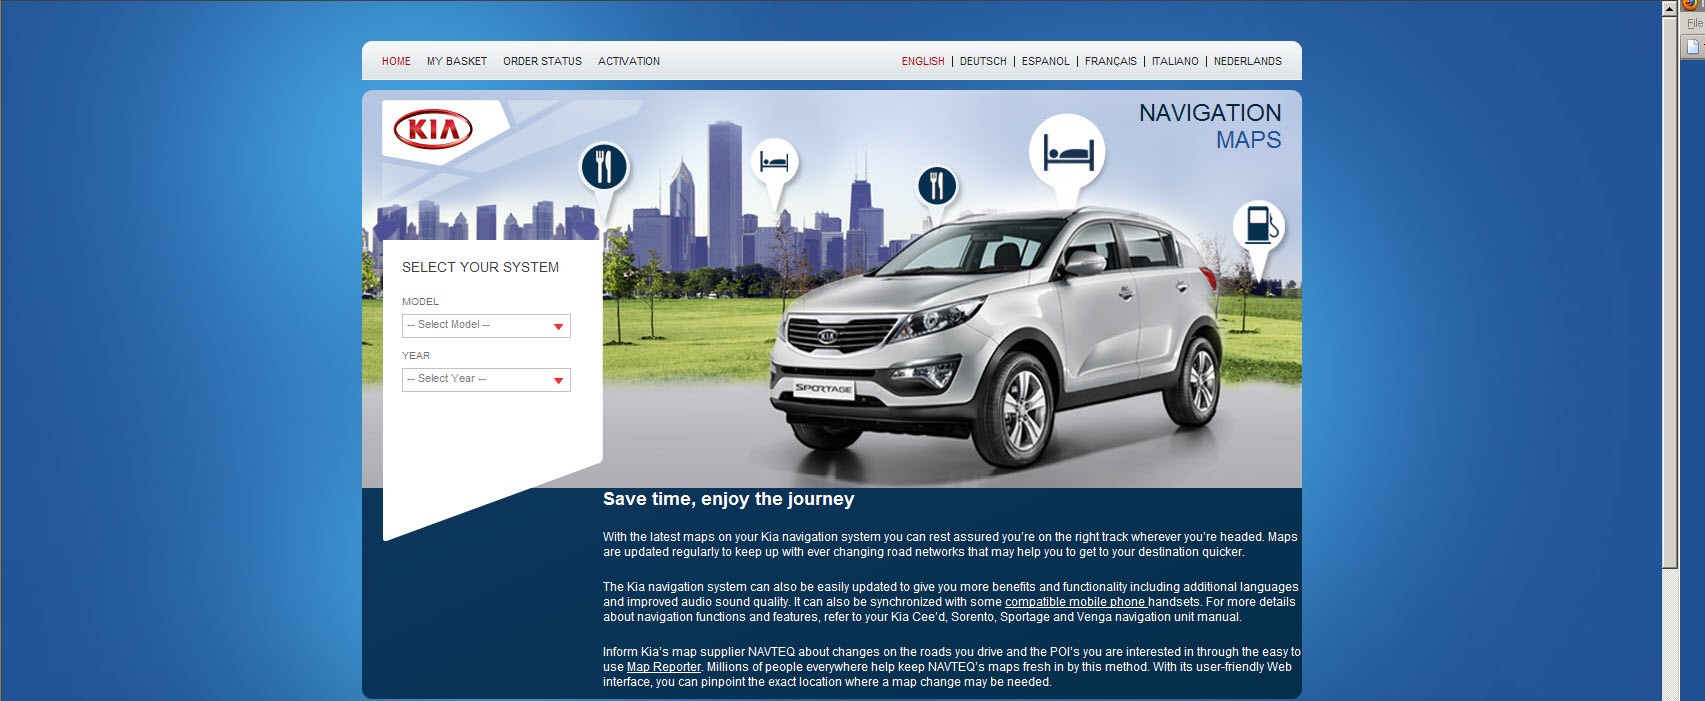 File
HOME MY BASKET ORDER STATUS ACTIVATION ENGLISH | DEUTSCH | ESPANOL | FRANÇAIS | ITALIANO | NEDERLANDS
KIA
NAVIGATION
MAPS
SELECT YOUR SYSTEM
MODEL
-- Select Model --
YEAR
-- Select Year --
KIA
SPORTAGE
Save time, enjoy the journey
With the latest maps on your Kia navigation system you can rest assured you're on the right track wherever you're headed. Maps
are updated regularly to keep up with ever changing road networks that may help you to get to your destination quicker.
The Kia navigation system can also be easily updated to give you more benefits and functionality including additional languages
and improved audio sound quality. It can also be synchronized with some compatible mobile phone handsets. For more details
about navigation functions and features, refer to your Kia Cee'd, Sorento, Sportage and Venga navigation unit manual.
Inform Kia's map supplier NAVTEQ about changes on the roads you drive and the POI's you are interested in through the easy to
use Map Reporter. Millions of people everywhere help keep NAVTEQ's maps fresh in by this method. With its user-friendly Web
interface, you can pinpoint the exact location where a map change may be needed.